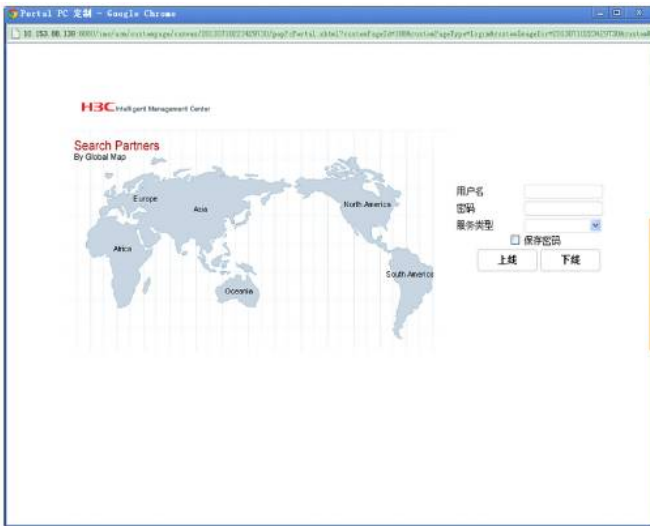 Portal PC 定制 - Google Chrome
H3C Intelligent Management Center
Search Partners
By Global Map
Europe
Asia
North America
Africa
South America
Oceania
用户名
密码
服务类型
保存密码
上线 下线